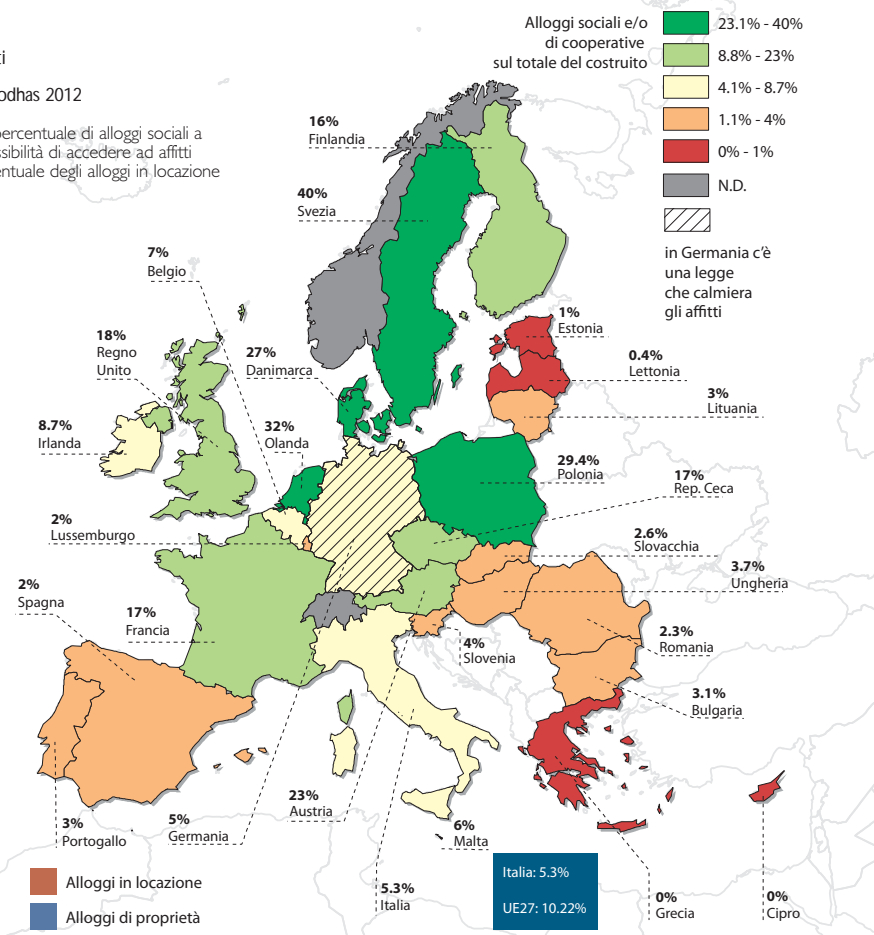 ti
odhas 2012
percentuale di alloggi sociali a
ssibilità di accedere ad affitti
entuale degli alloggi in locazione
Alloggi sociali e/o
di cooperative
sul totale del costruito
23.1% - 40%
8.8% - 23%
4.1% - 8.7%
1.1% - 4%
0% - 1%
N.D.
in Germania c'è
una legge
che calmiera
gli affitti
16%
Finlandia
40%
Svezia
7%
Belgio
18%
Regno
Unito
27%
Danimarca
8.7%
Irlanda
32%
Olanda
1%
Estonia
0.4%
Lettonia
3%
Lituania
29.4%
Polonia
17%
Rep. Ceca
2%
Lussemburgo
2.6%
Slovacchia
3.7%
Ungheria
2%
Spagna
17%
Francia
4%
Slovenia
2.3%
Romania
3.1%
Bulgaria
3%
Portogallo
5%
Germania
23%
Austria
6%
Malta
5.3%
Italia
0%
Grecia
0%
Cipro
Italia: 5.3%
UE27: 10.22%
Alloggi in locazione
Alloggi di proprietà